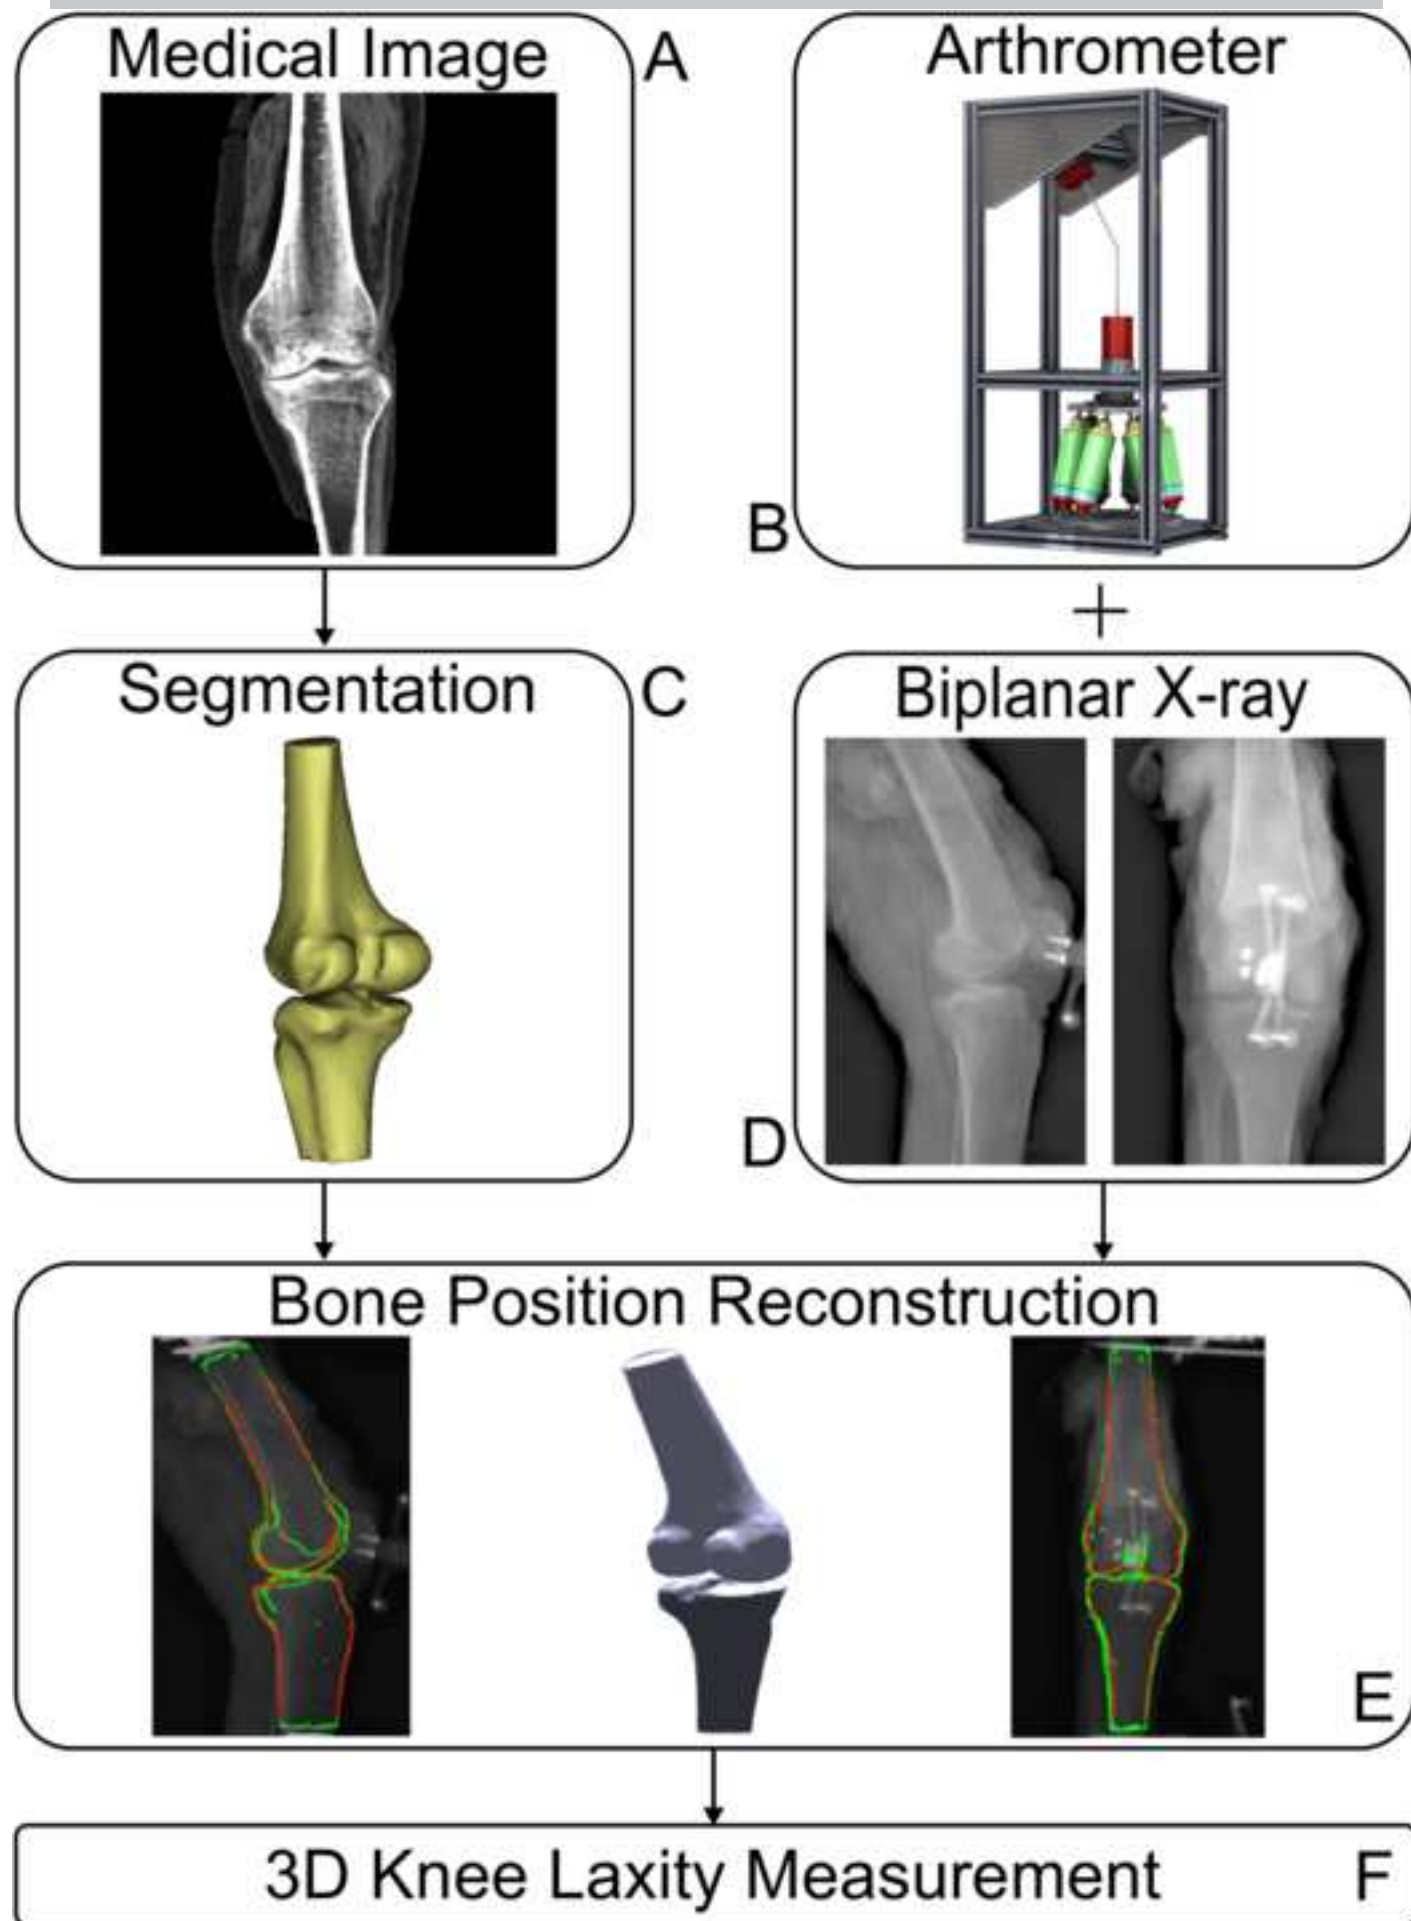 Medical Image
A
Arthrometer
B
+
Segmentation
C
Biplanar X-ray
D
Bone Position Reconstruction
E
3D Knee Laxity Measurement
F